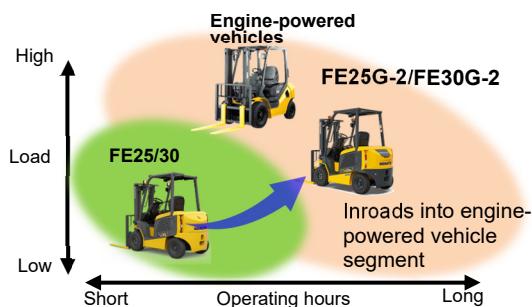 Engine-powered
vehicles
High
FE25G-2/FE30G-2
Load
FE25/30
Inroads into engine-
powered vehicle
segment
Low
Short
Operating hours
Long